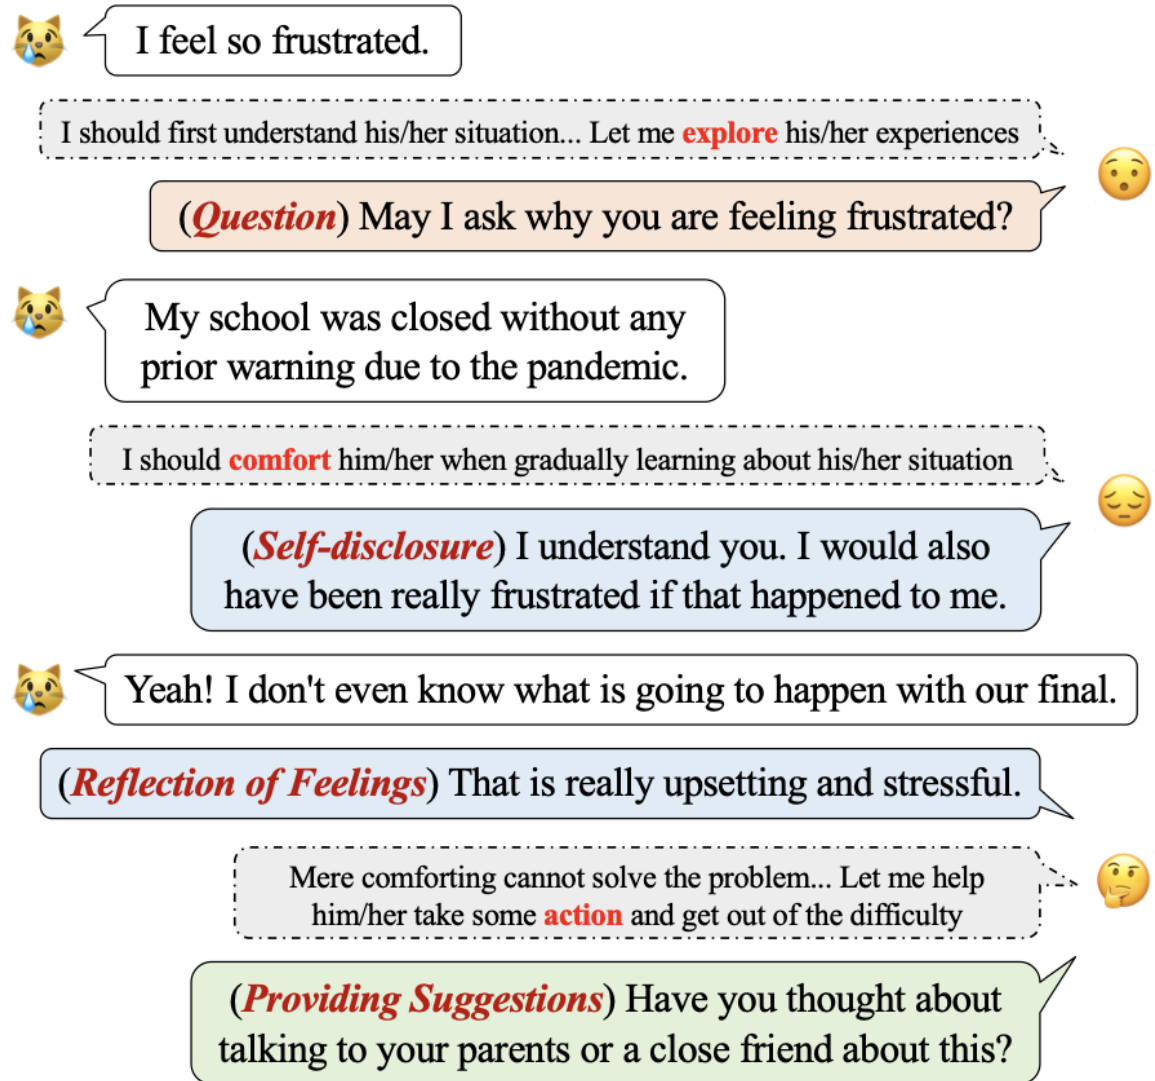 I feel so frustrated.
I should first understand his/her situation... Let me explore his/her experiences
(Question) May I ask why you are feeling frustrated?
My school was closed without any
prior warning due to the pandemic.
I should comfort him/her when gradually learning about his/her situation
(Self-disclosure) I understand you. I would also
have been really frustrated if that happened to me.
Yeah! I don't even know what is going to happen with our final.
(Reflection of Feelings) That is really upsetting and stressful.
Mere comforting cannot solve the problem... Let me help
him/her take some action and get out of the difficulty
(Providing Suggestions) Have you thought about
talking to your parents or a close friend about this?